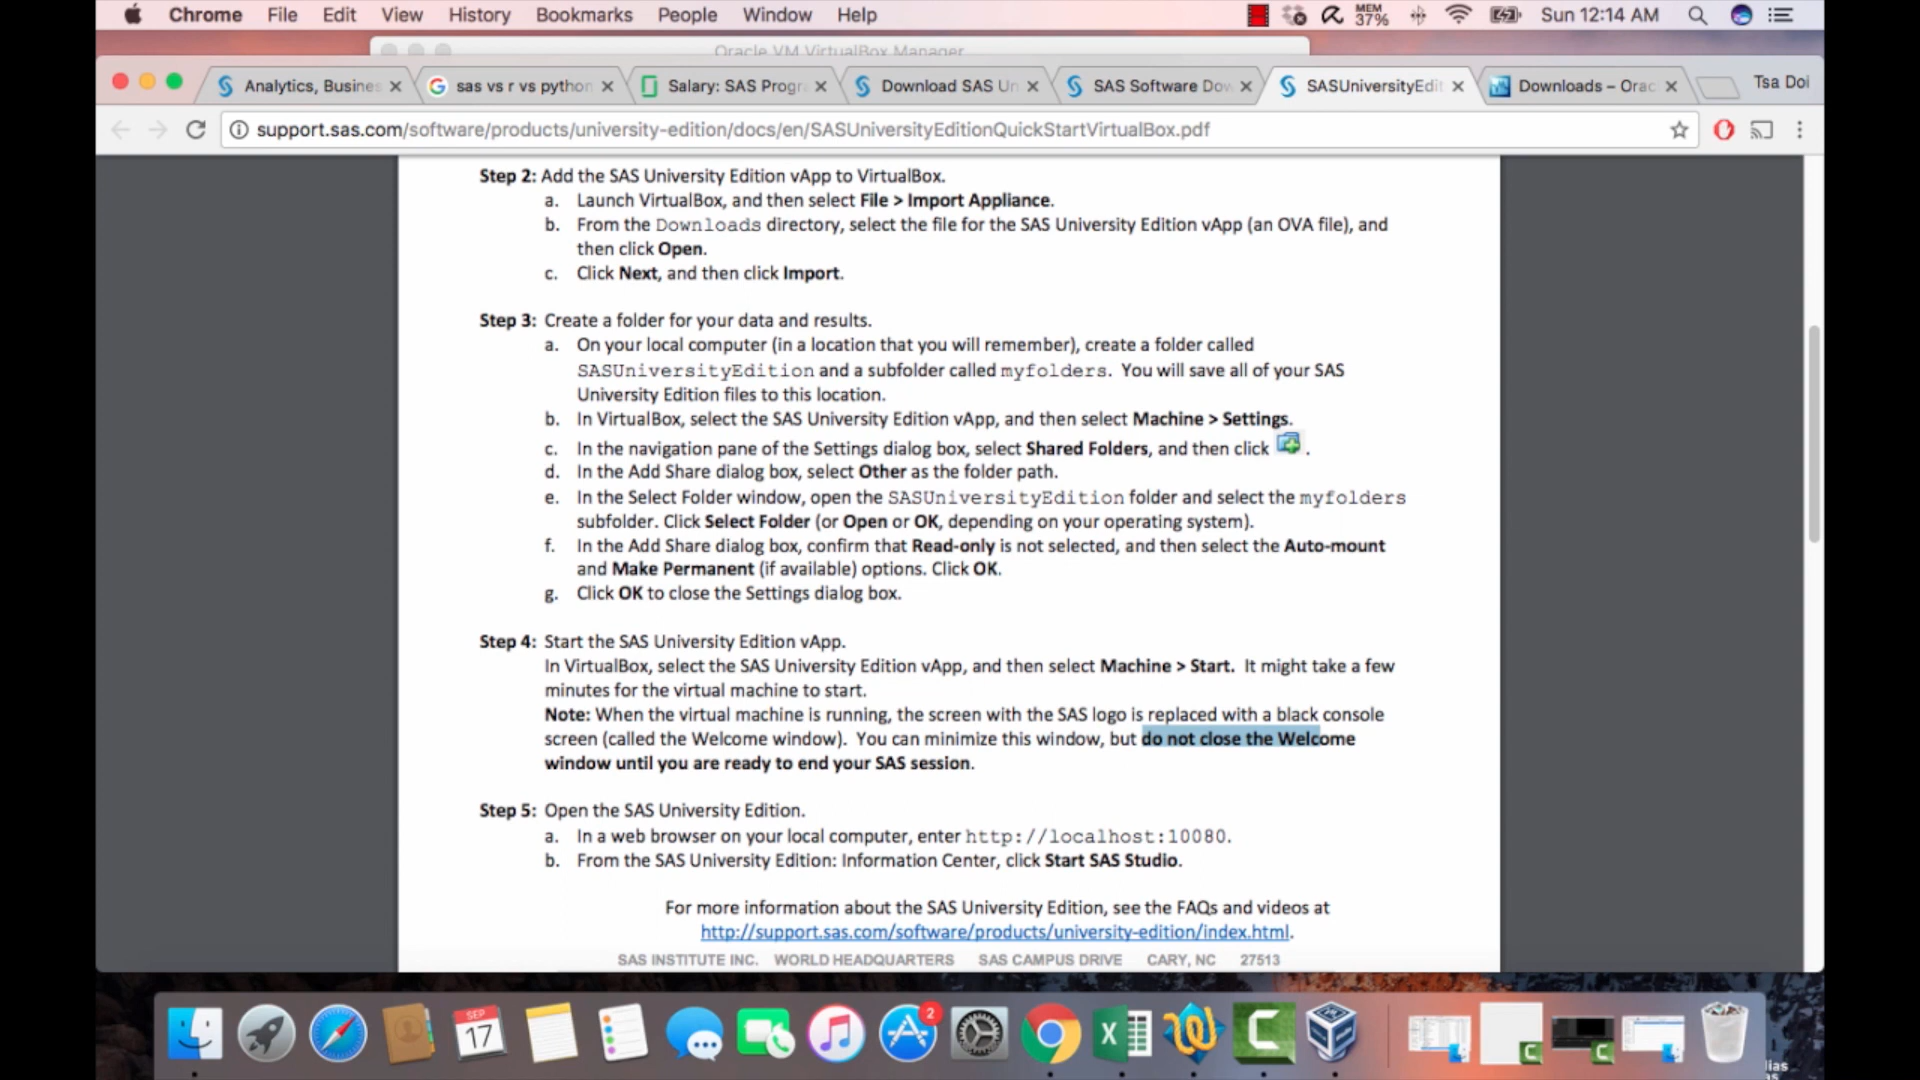 Chrome File Edit View History Bookmarks People Window Help MEM 37% Sun 12:14 AM
Oracle VM VirtualBox Manager
Analytics, Busines sas vs r vs python Salary: SAS Progr Download SAS Un SAS Software Dow SASUniversityEdit Downloads – Orac Tsa Doi
support.sas.com/software/products/university-edition/docs/en/SASUniversityEditionQuickStartVirtualBox.pdf
Step 2: Add the SAS University Edition vApp to VirtualBox.
a. Launch VirtualBox, and then select File > Import Appliance.
b. From the Downloads directory, select the file for the SAS University Edition vApp (an OVA file), and
then click Open.
c. Click Next, and then click Import.
Step 3: Create a folder for your data and results.
a. On your local computer (in a location that you will remember), create a folder called
SASUniversityEdition and a subfolder called myfolders. You will save all of your SAS
University Edition files to this location.
b. In VirtualBox, select the SAS University Edition vApp, and then select Machine > Settings.
c. In the navigation pane of the Settings dialog box, select Shared Folders, and then click .
d. In the Add Share dialog box, select Other as the folder path.
e. In the Select Folder window, open the SASUniversityEdition folder and select the myfolders
subfolder. Click Select Folder (or Open or OK, depending on your operating system).
f. In the Add Share dialog box, confirm that Read-only is not selected, and then select the Auto-mount
and Make Permanent (if available) options. Click OK.
g. Click OK to close the Settings dialog box.
Step 4: Start the SAS University Edition vApp.
In VirtualBox, select the SAS University Edition vApp, and then select Machine > Start. It might take a few
minutes for the virtual machine to start.
Note: When the virtual machine is running, the screen with the SAS logo is replaced with a black console
screen (called the Welcome window). You can minimize this window, but do not close the Welcome
window until you are ready to end your SAS session.
Step 5: Open the SAS University Edition.
a. In a web browser on your local computer, enter http://localhost:10080.
b. From the SAS University Edition: Information Center, click Start SAS Studio.
For more information about the SAS University Edition, see the FAQs and videos at
http://support.sas.com/software/products/university-edition/index.html.
SAS INSTITUTE INC. WORLD HEADQUARTERS SAS CAMPUS DRIVE CARY, NC 27513
SEP
17
2